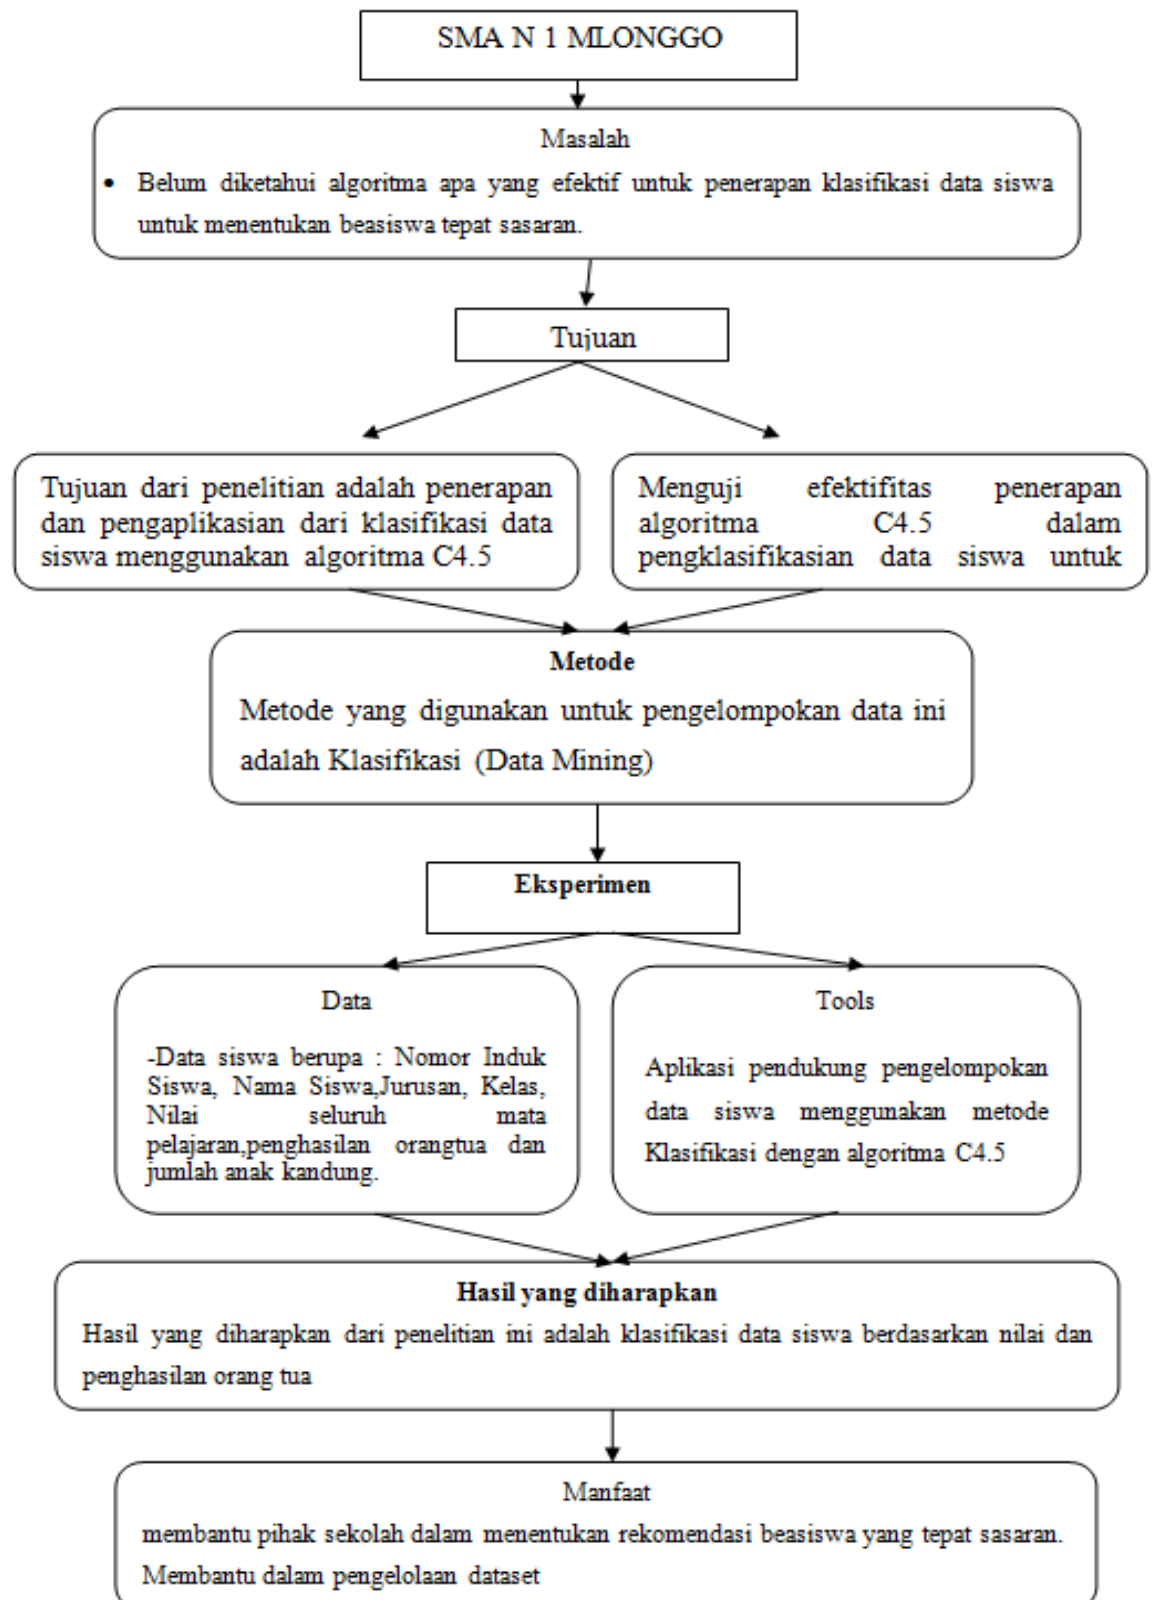 SMA N 1 MLONGGO
Masalah
• Belum diketahui algoritma apa yang efektif untuk penerapan klasifikasi data siswa
untuk menentukan beasiswa tepat sasaran.
Tujuan
Tujuan dari penelitian adalah penerapan
dan pengaplikasian dari klasifikasi data
siswa menggunakan algoritma C4.5
Menguji efektifitas penerapan
algoritma C4.5 dalam
pengklasifikasian data siswa untuk
Metode
Metode yang digunakan untuk pengelompokan data ini
adalah Klasifikasi (Data Mining)
Eksperimen
Data
-Data siswa berupa : Nomor Induk
Siswa, Nama Siswa,Jurusan, Kelas,
Nilai seluruh mata
pelajaran,penghasilan orangtua dan
jumlah anak kandung.
Tools
Aplikasi pendukung pengelompokan
data siswa menggunakan metode
Klasifikasi dengan algoritma C4.5
Hasil yang diharapkan
Hasil yang diharapkan dari penelitian ini adalah klasifikasi data siswa berdasarkan nilai dan
penghasilan orang tua
Manfaat
membantu pihak sekolah dalam menentukan rekomendasi beasiswa yang tepat sasaran.
Membantu dalam pengelolaan dataset